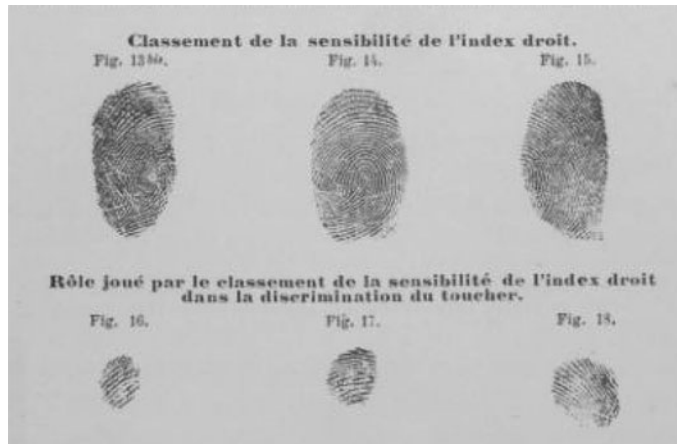 Classement de la sensibilité de l'index droit.
Fig. 13 bis. Fig. 14. Fig. 15.
Rôle joué par le classement de la sensibilité de l'index droit
dans la discrimination du toucher.
Fig. 16. Fig. 17. Fig. 18.